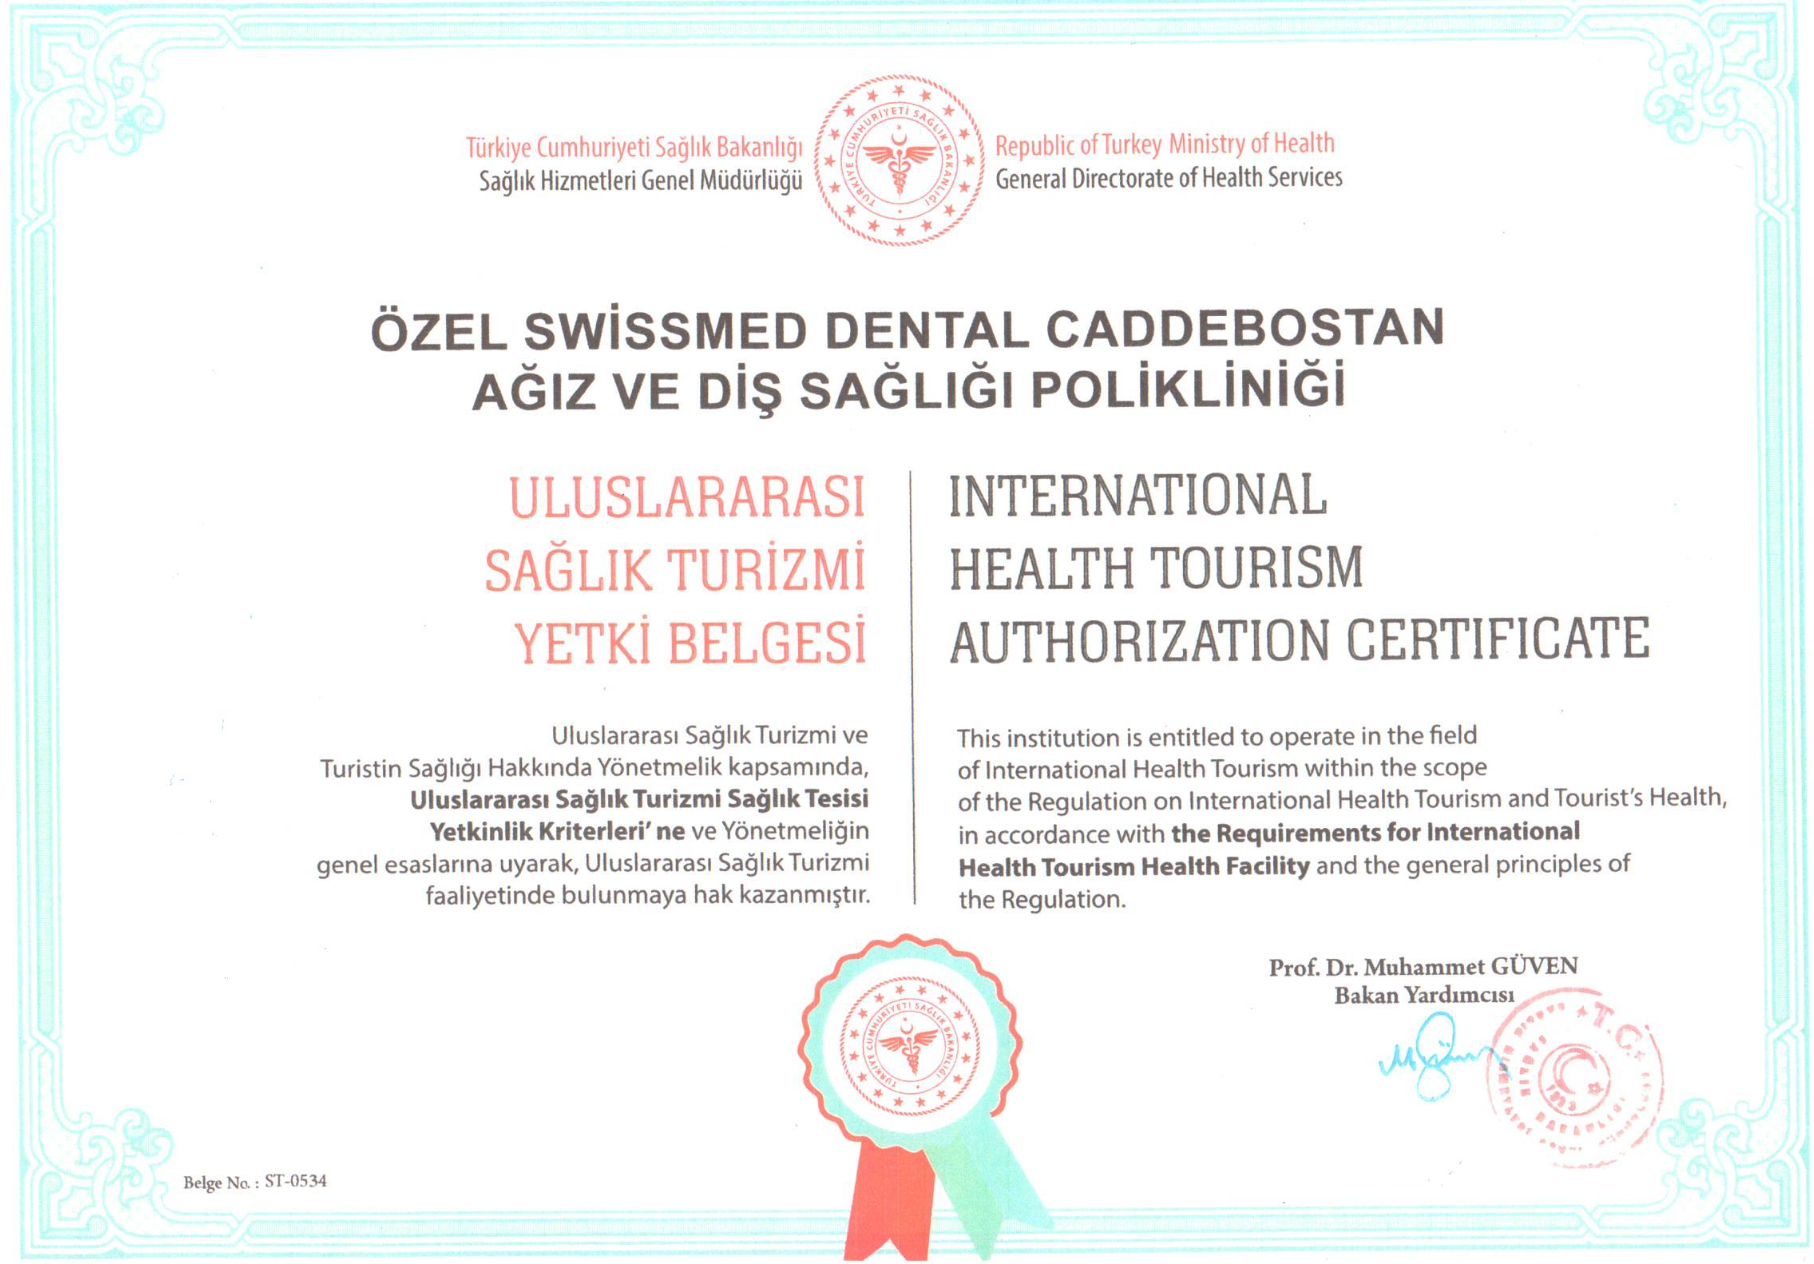 Türkiye Cumhuriyeti Sağlık Bakanlığı
Sağlık Hizmetleri Genel Müdürlüğü
TÜRKİYE CUMHURİYETİ SAĞLIK BAKANLIĞI
Republic of Turkey Ministry of Health
General Directorate of Health Services
ÖZEL SWİSSMED DENTAL CADDEBOSTAN
AĞIZ VE DİŞ SAĞLIĞI POLİKLİNİĞİ
ULUSLARARASI
SAĞLIK TURİZMİ
YETKİ BELGESİ
INTERNATIONAL
HEALTH TOURISM
AUTHORIZATION CERTIFICATE
Uluslararası Sağlık Turizmi ve
Turistin Sağlığı Hakkında Yönetmelik kapsamında,
Uluslararası Sağlık Turizmi Sağlık Tesisi
Yetkinlik Kriterleri' ne ve Yönetmeliğin
genel esaslarına uyarak, Uluslararası Sağlık Turizmi
faaliyetinde bulunmaya hak kazanmıştır.
This institution is entitled to operate in the field
of International Health Tourism within the scope
of the Regulation on International Health Tourism and Tourist's Health,
in accordance with the Requirements for International
Health Tourism Health Facility and the general principles of
the Regulation.
Prof. Dr. Muhammet GÜVEN
Bakan Yardımcısı
TÜRKİYE CUMHURİYETİ SAĞLIK BAKANLIĞI
T.C.
SAĞLIK BAKANLIĞI
Belge No. : ST-0534